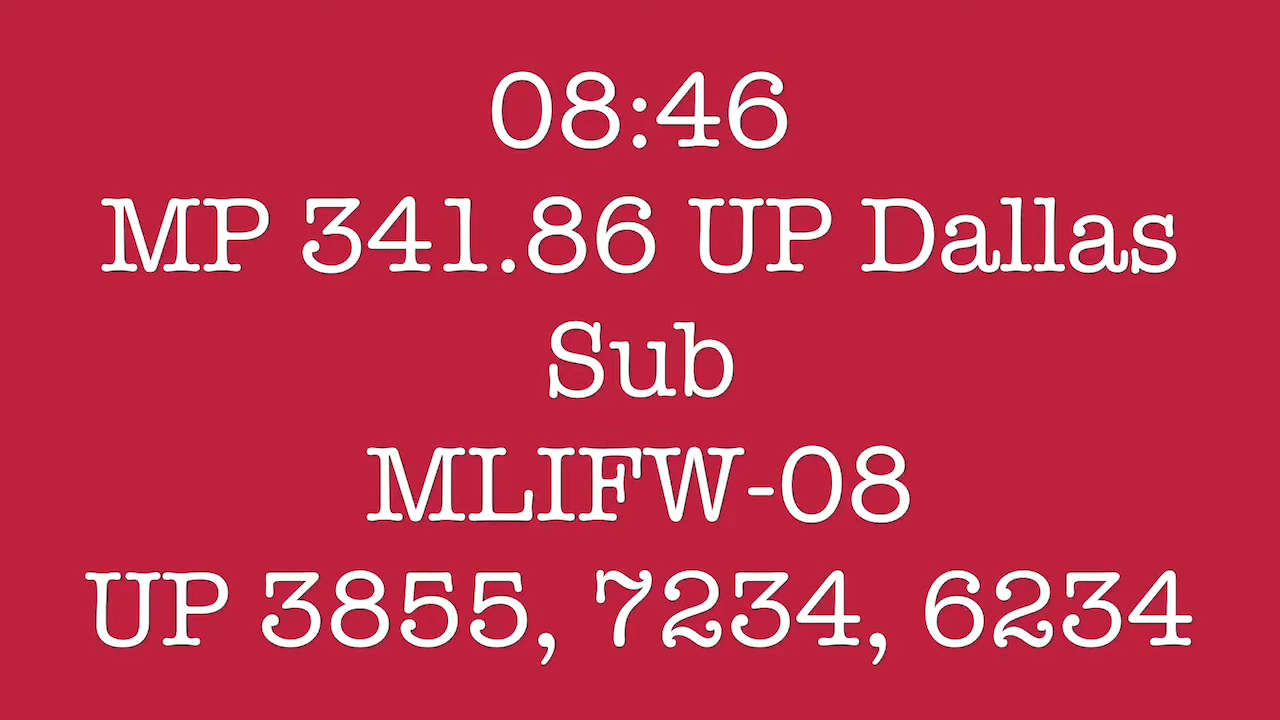 08:46
MP 341.86 UP Dallas
Sub
MLIFW-08
UP 3855, 7234, 6234